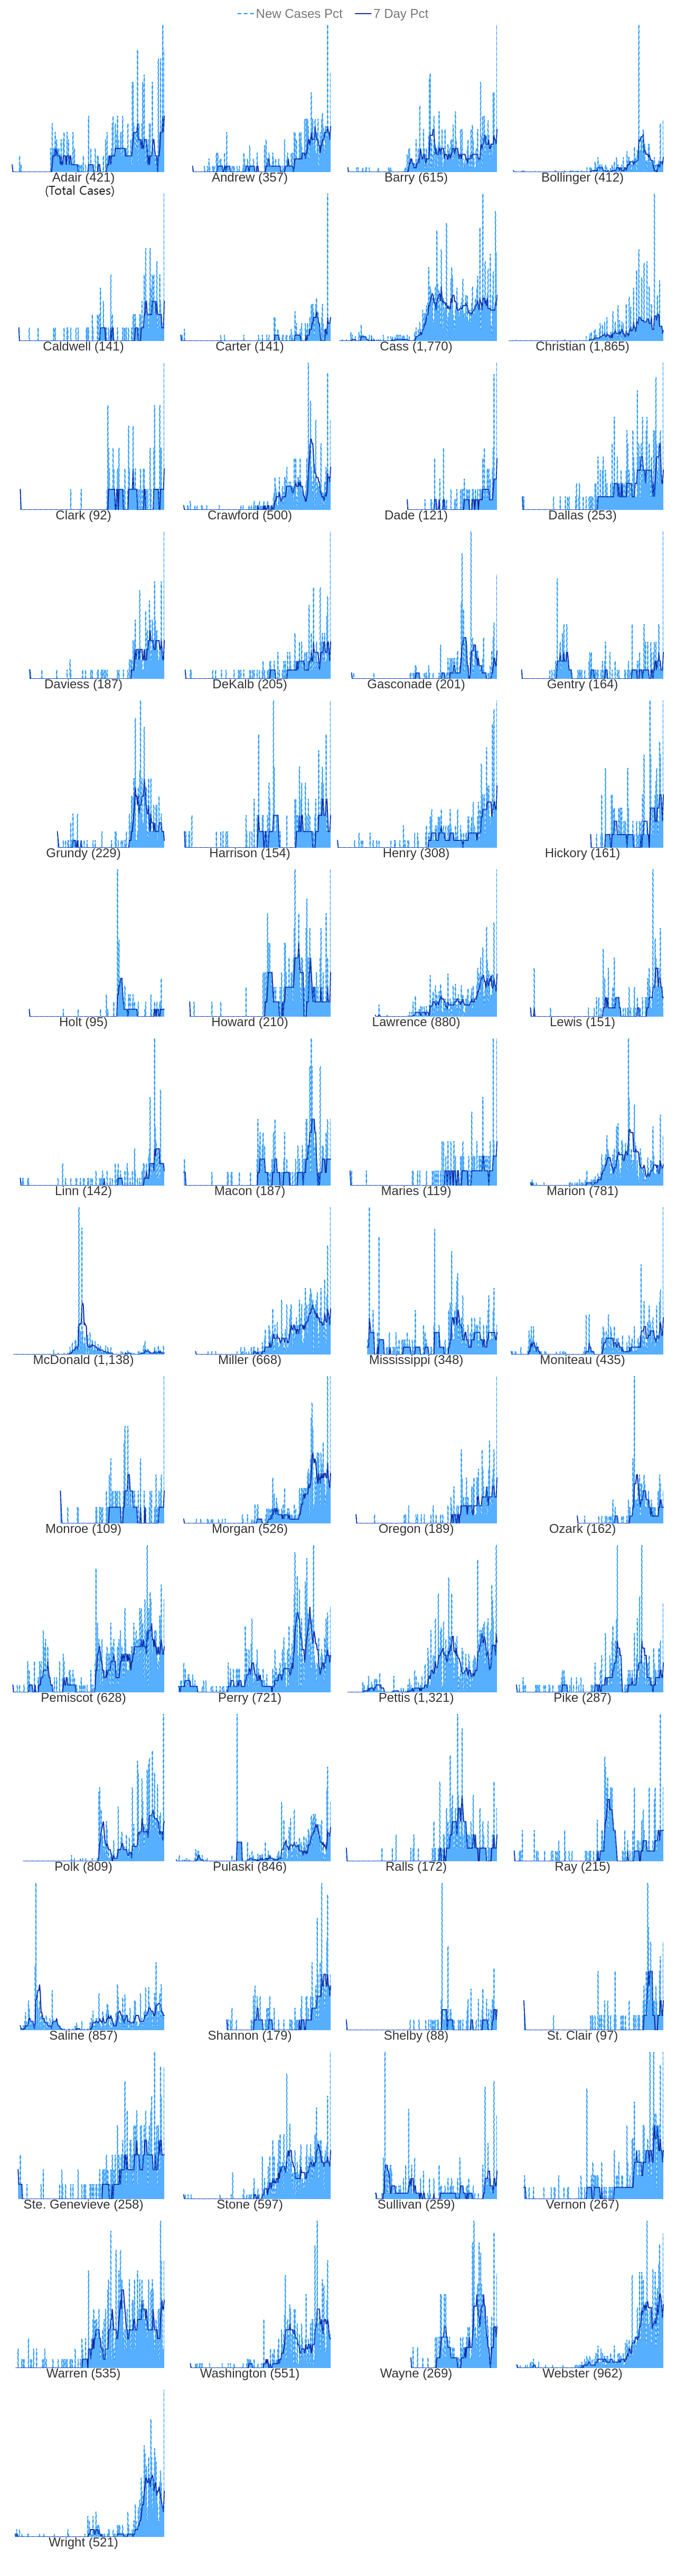 New Cases Pct 7 Day Pct
Adair (421) Andrew (357) Barry (615) Bollinger (412)
(Total Cases)
Caldwell (141) Carter (141) Cass (1,770) Christian (1,865)
Clark (92) Crawford (500) Dade (121) Dallas (253)
Daviess (187) DeKalb (205) Gasconade (201) Gentry (164)
Grundy (229) Harrison (154) Henry (308) Hickory (161)
Holt (95) Howard (210) Lawrence (880) Lewis (151)
Linn (142) Macon (187) Maries (119) Marion (781)
McDonald (1,138) Miller (668) Mississippi (348) Moniteau (435)
Monroe (109) Morgan (526) Oregon (189) Ozark (162)
Pemiscot (628) Perry (721) Pettis (1,321) Pike (287)
Polk (809) Pulaski (846) Ralls (172) Ray (215)
Saline (857) Shannon (179) Shelby (88) St. Clair (97)
Ste. Genevieve (258) Stone (597) Sullivan (259) Vernon (267)
Warren (535) Washington (551) Wayne (269) Webster (962)
Wright (521)